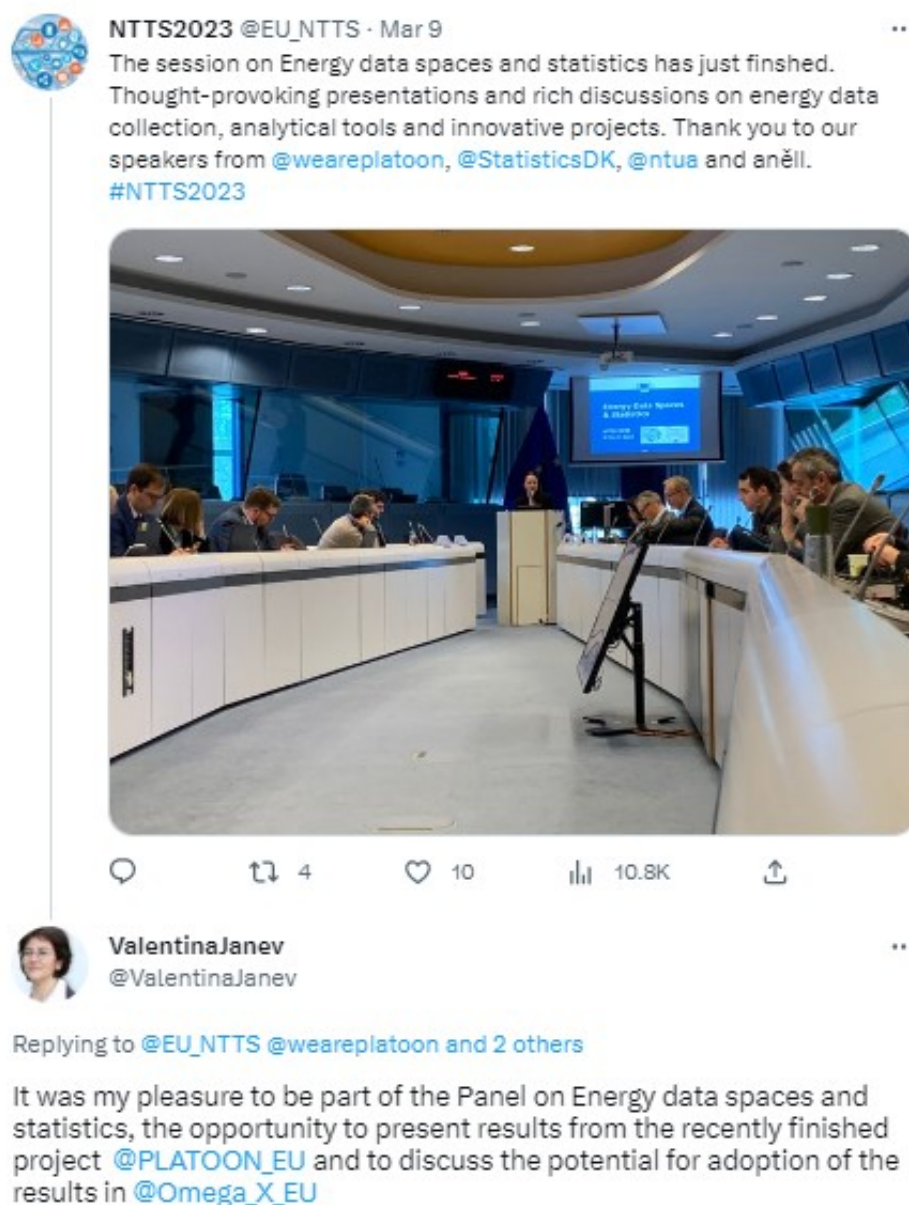 NTTS2023 @EU_NTTS · Mar 9
The session on Energy data spaces and statistics has just finshed.
Thought-provoking presentations and rich discussions on energy data
collection, analytical tools and innovative projects. Thank you to our
speakers from @weareplatoon, @StatisticsDK, @ntua and aněll.
#NTTS2023
Energy Data Spaces
& Statistics
4 10 10.8K
ValentinaJanev
@ValentinaJanev
Replying to @EU_NTTS @weareplatoon and 2 others
It was my pleasure to be part of the Panel on Energy data spaces and
statistics, the opportunity to present results from the recently finished
project @PLATOON_EU and to discuss the potential for adoption of the
results in @Omega_X_EU